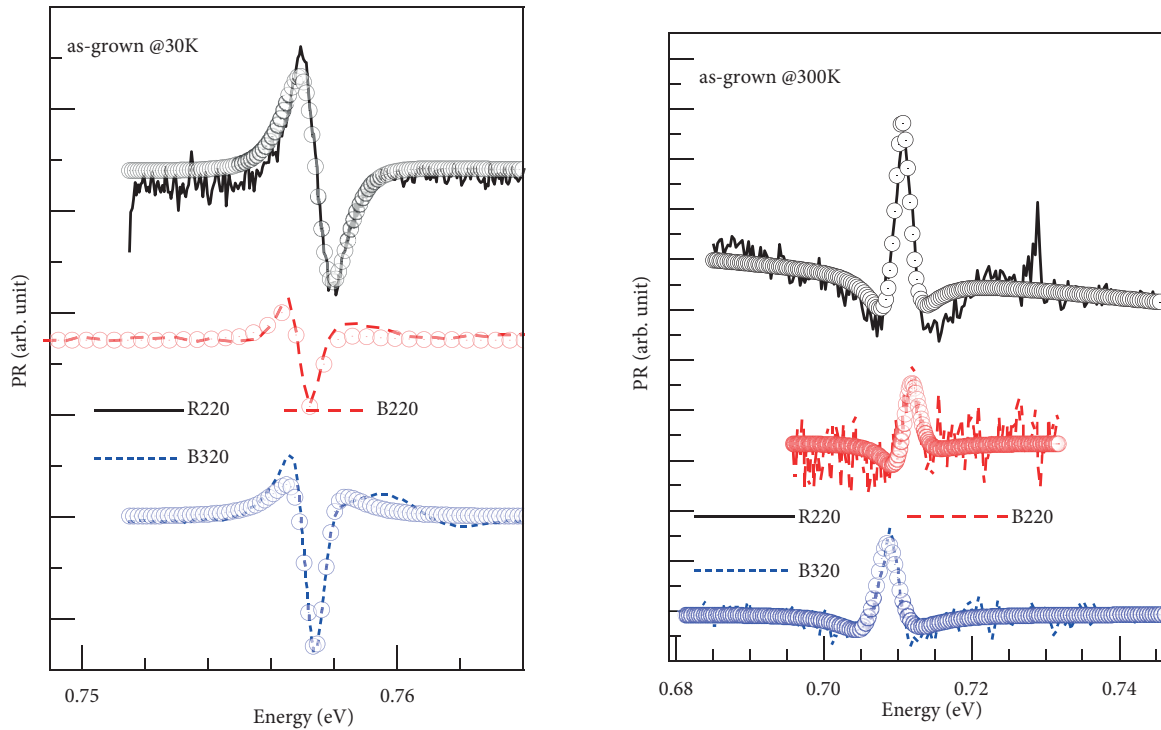 as-grown @30K
PR (arb. unit)
R220
B220
B320
0.75
0.76
Energy (eV)
as-grown @300K
PR (arb. unit)
R220
B220
B320
0.68
0.70
0.72
0.74
Energy (eV)